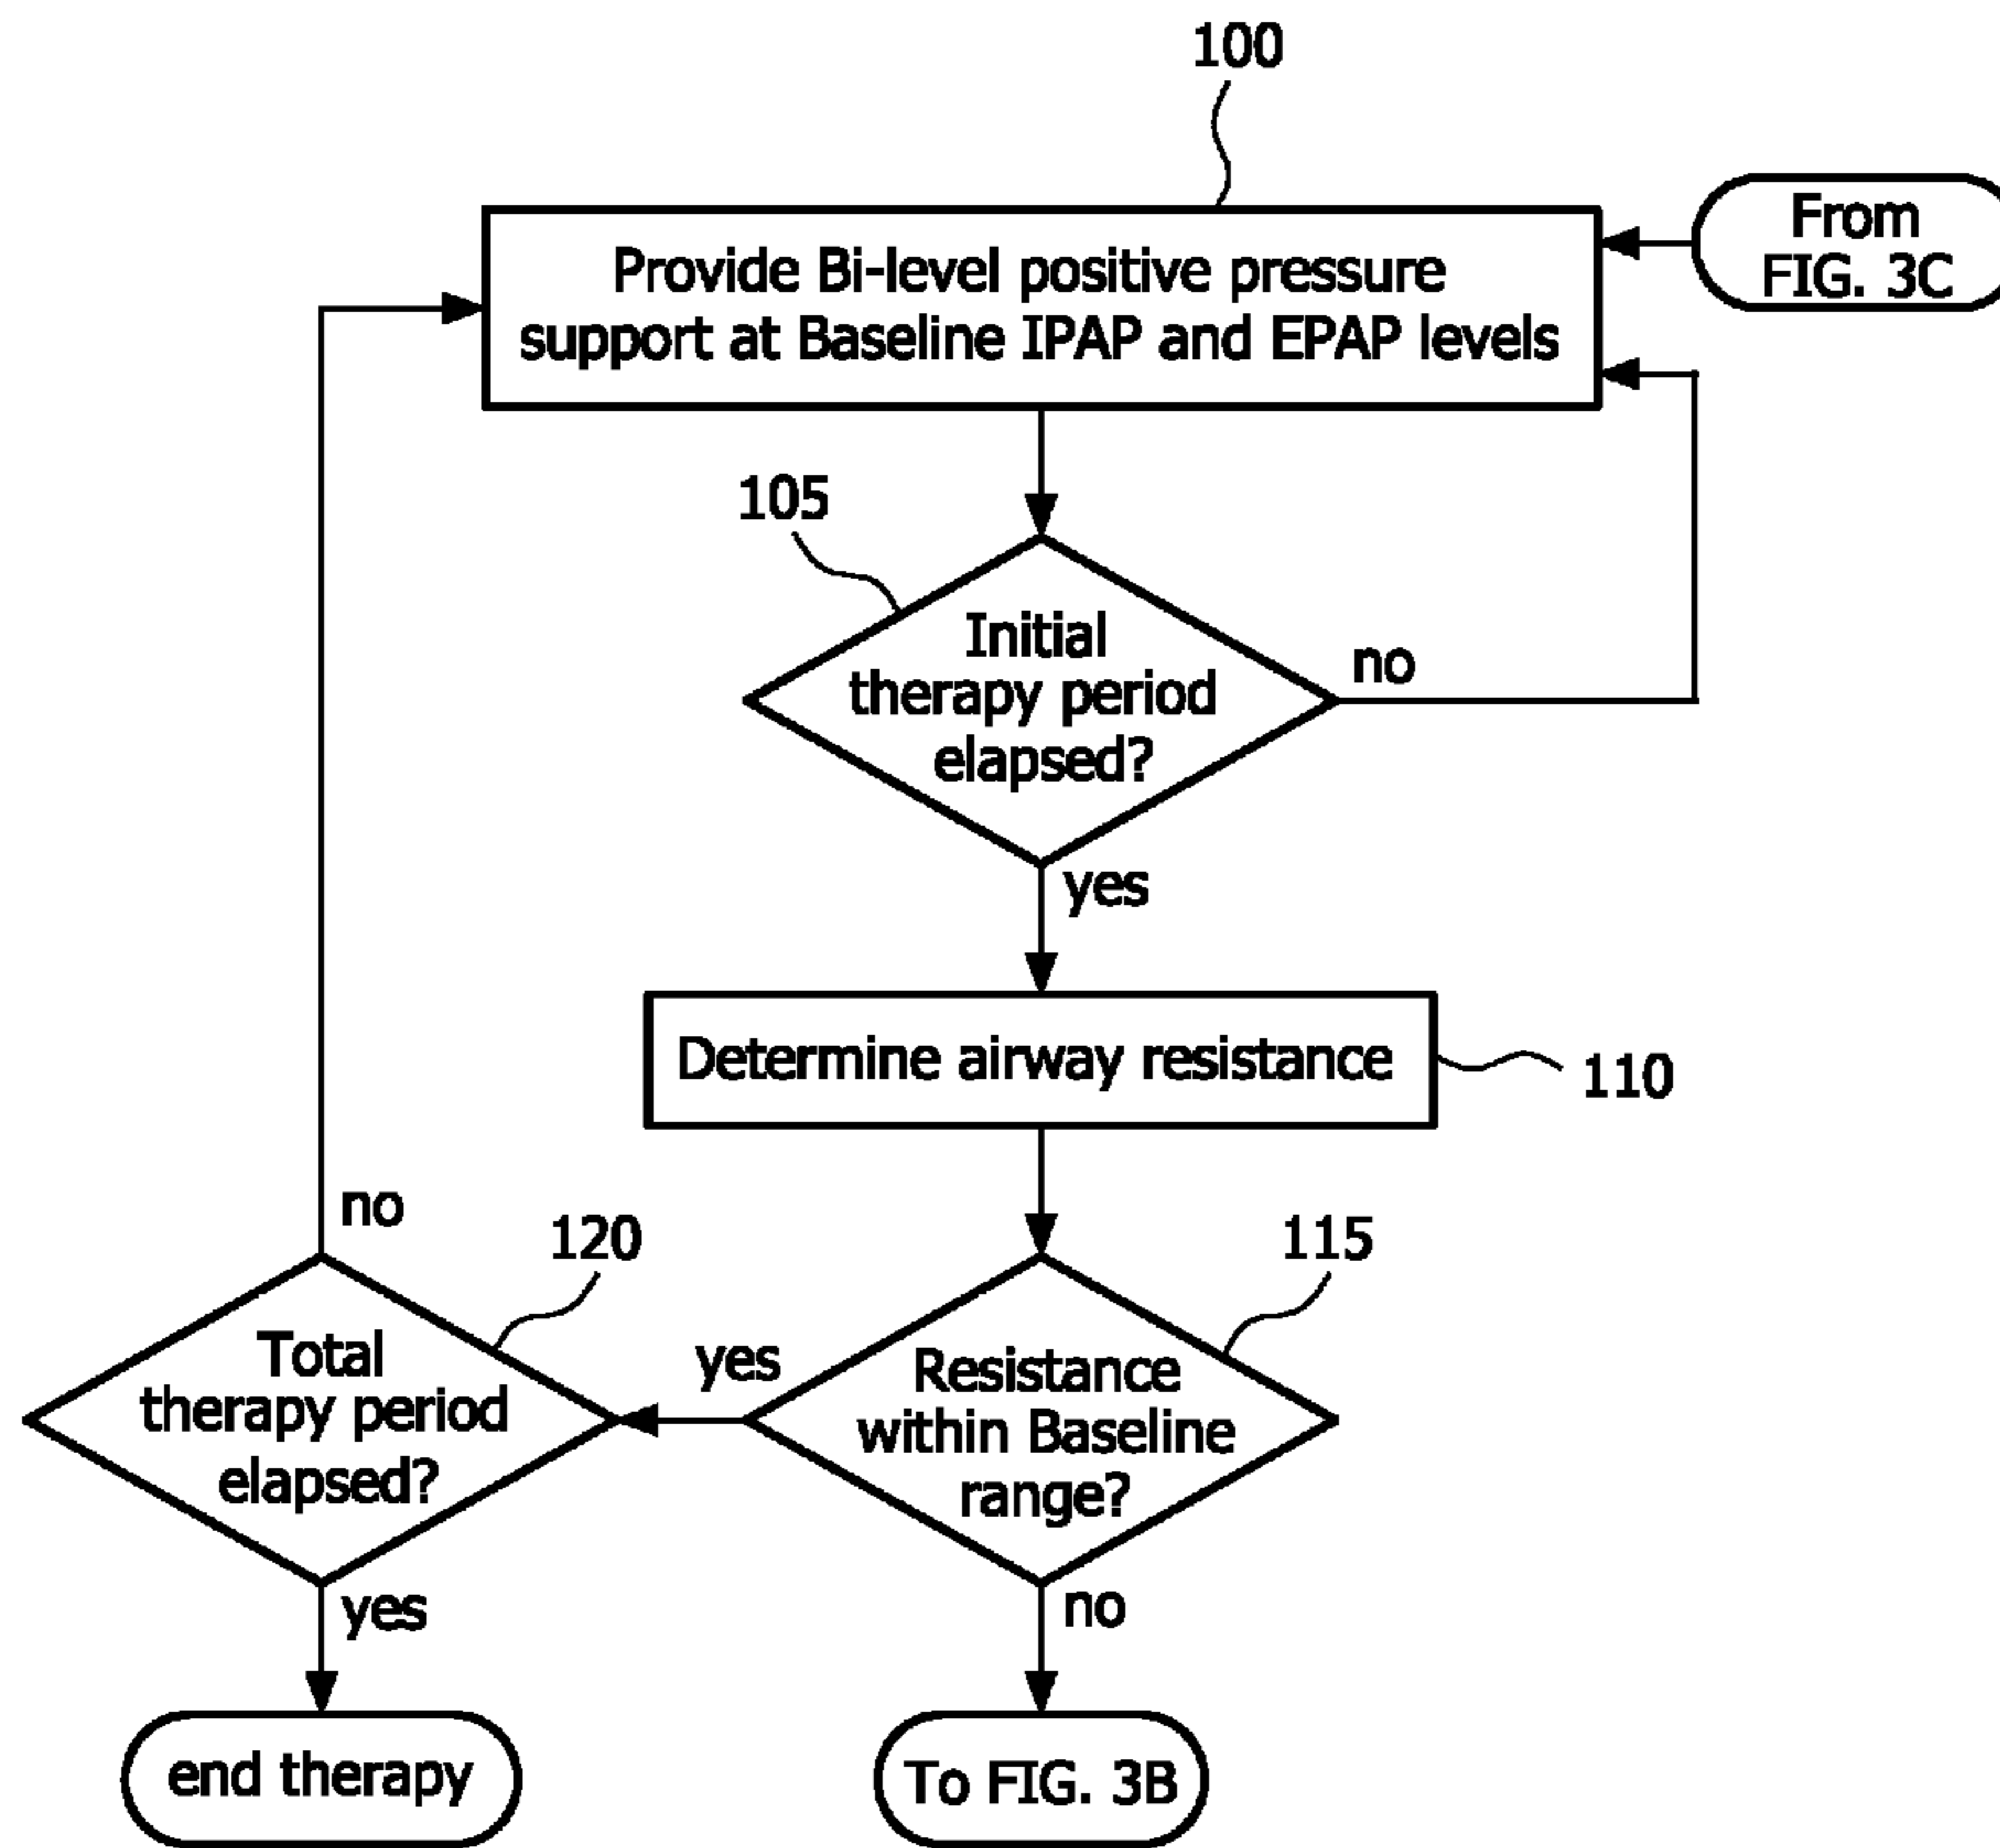 100
From
FIG. 3C
Provide Bi-level positive pressure
support at Baseline IPAP and EPAP levels
105
Initial
therapy period
elapsed?
no
yes
Determine airway resistance
110
no
120
115
Total
therapy period
elapsed?
yes
Resistance
within Baseline
range?
yes
no
end therapy
To FIG. 3B